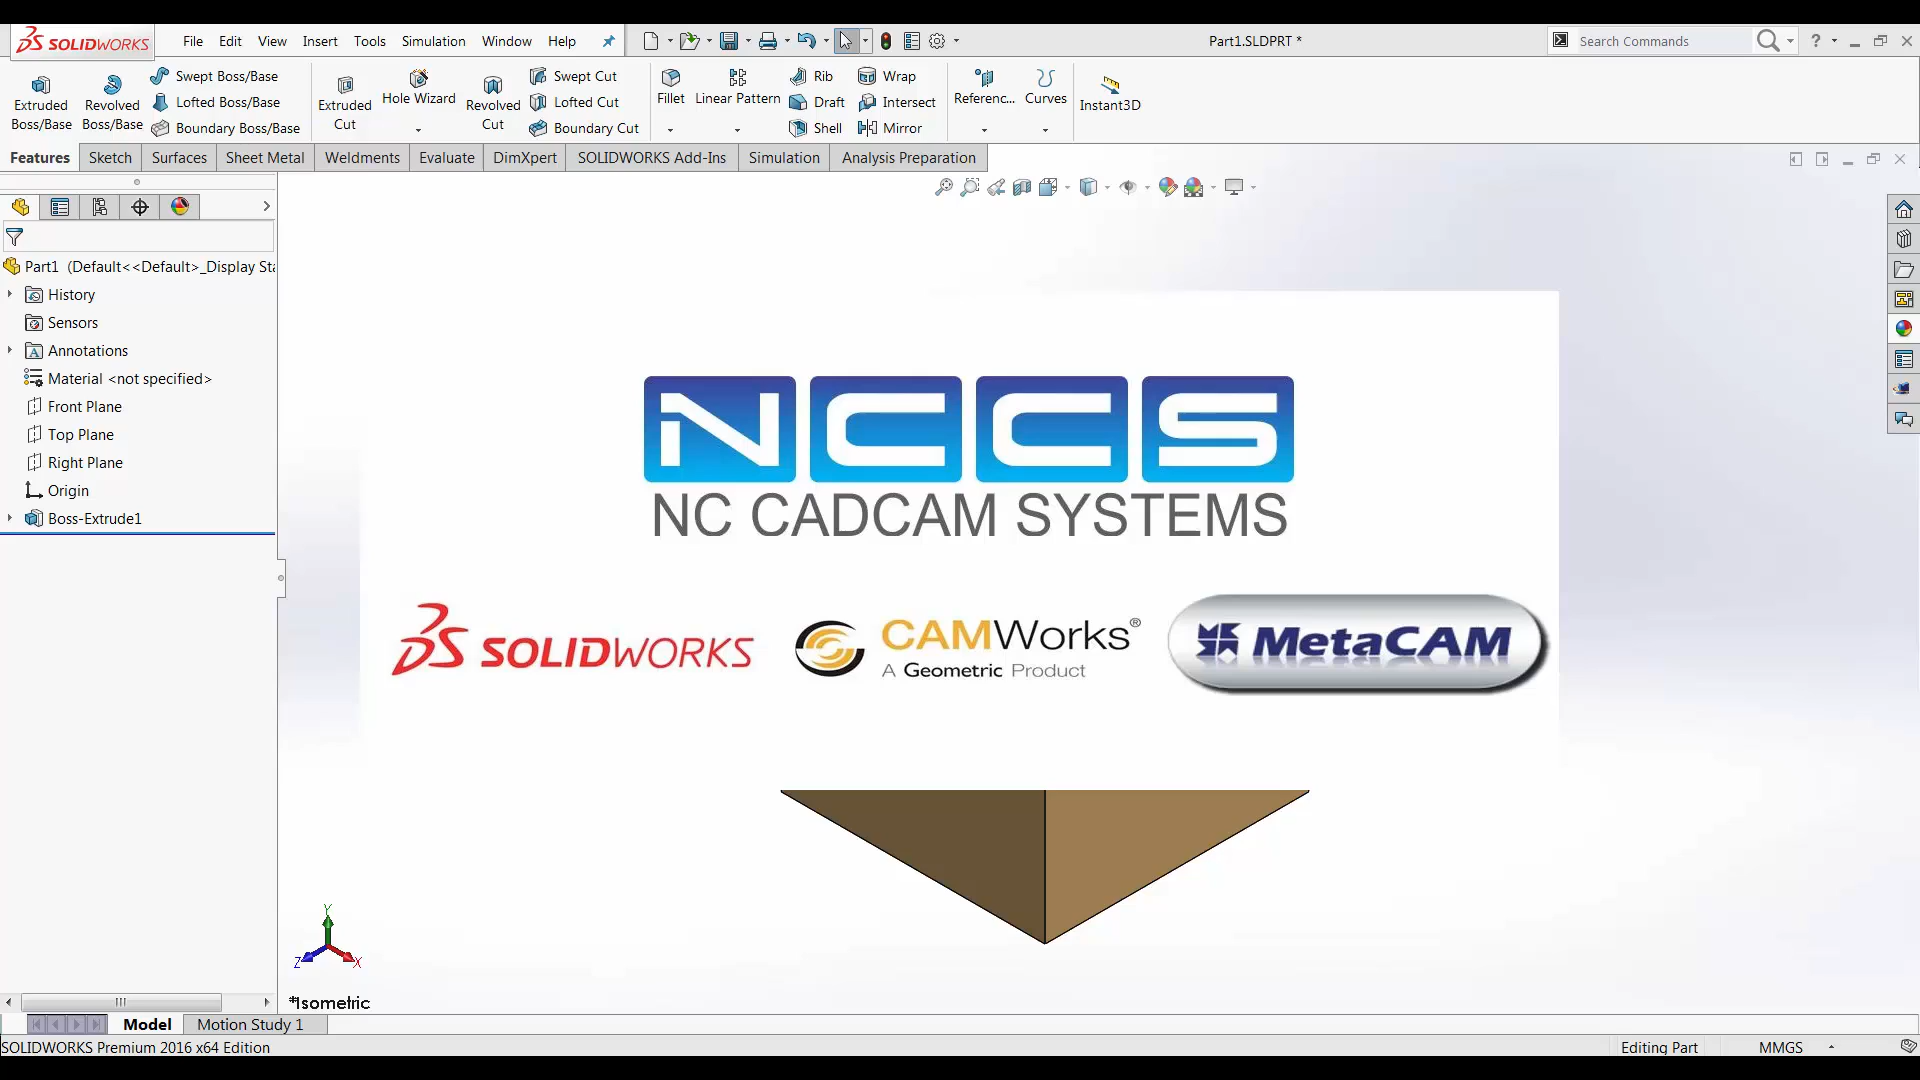 SOLIDWORKS
File Edit View Insert Tools Simulation Window Help
Part1.SLDPRT *
Search Commands
Extruded Boss/Base
Revolved Boss/Base
Swept Boss/Base
Lofted Boss/Base
Boundary Boss/Base
Extruded Cut
Hole Wizard
Revolved Cut
Swept Cut
Lofted Cut
Boundary Cut
Fillet
Linear Pattern
Rib
Draft
Shell
Wrap
Intersect
Mirror
Referenc...
Curves
Instant3D
Features Sketch Surfaces Sheet Metal Weldments Evaluate DimXpert SOLIDWORKS Add-Ins Simulation Analysis Preparation
Part1 (Default<<Default>_Display Sta
History
Sensors
Annotations
Material <not specified>
Front Plane
Top Plane
Right Plane
Origin
Boss-Extrude1
NCCS
NC CADCAM SYSTEMS
SOLIDWORKS
CAMWorks®
A Geometric Product
MetaCAM
Y
Z
X
*Isometric
Model Motion Study 1
SOLIDWORKS Premium 2016 x64 Edition
Editing Part
MMGS